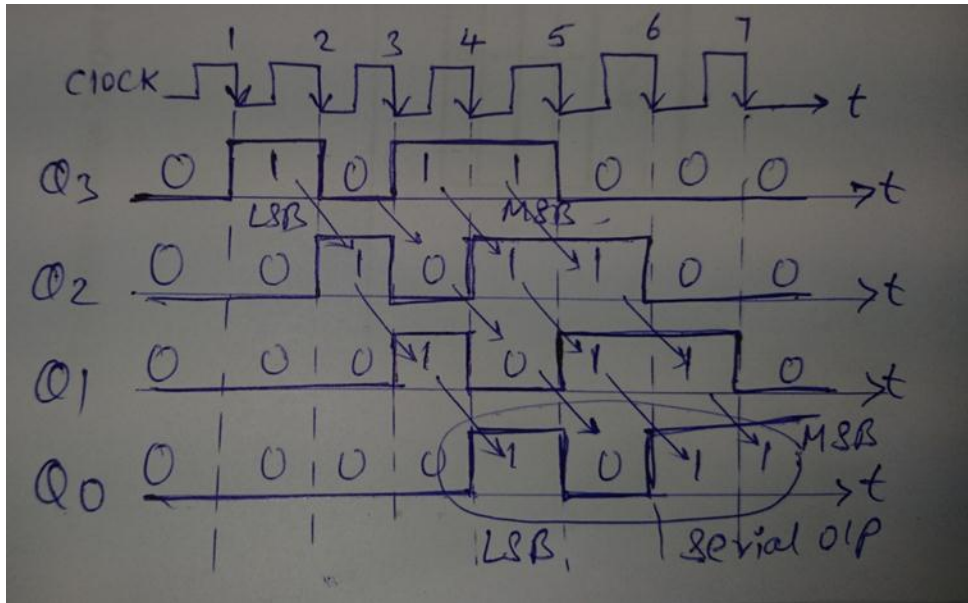 1 2 3 4 5 6 7
Clock t
Q3 0 1 0 1 1 0 0 0 t
LSB MSB
Q2 0 0 1 0 1 1 0 0 t
Q1 0 0 0 1 0 1 1 0 t
MSB
Q0 0 0 0 0 1 0 1 1 t
LSB Serial O/P